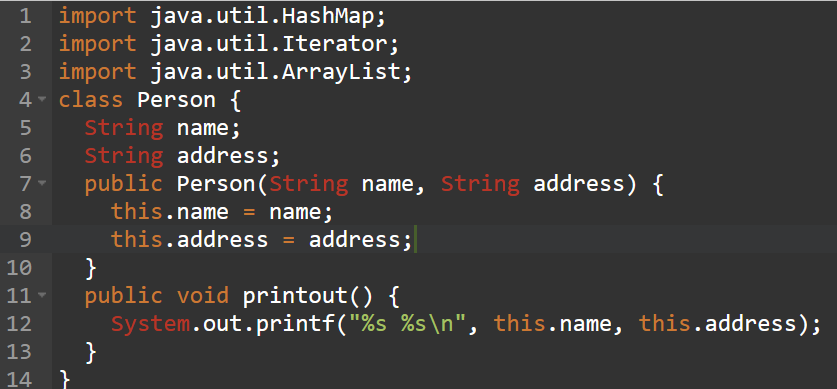 1 import java.util.HashMap;
2 import java.util.Iterator;
3 import java.util.ArrayList;
4 class Person {
5   String name;
6   String address;
7   public Person(String name, String address) {
8     this.name = name;
9     this.address = address;
10   }
11   public void printout() {
12     System.out.printf("%s %s\n", this.name, this.address);
13   }
14 }